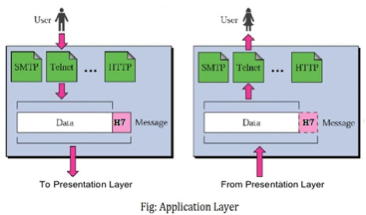 User
User
SMTP Telnet ... HTTP
SMTP Telnet ... HTTP
Data H7 Message
Data H7 Message
To Presentation Layer
From Presentation Layer
Fig: Application Layer